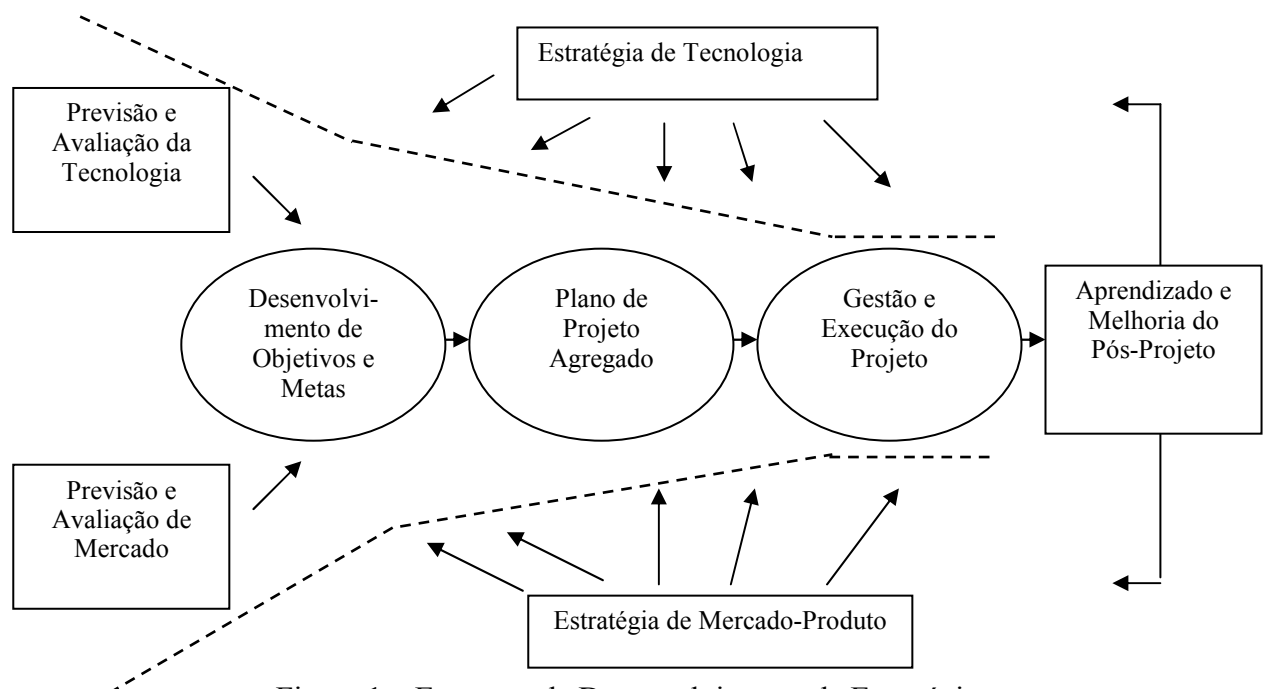 Estratégia de Tecnologia
Previsão e
Avaliação da
Tecnologia
Desenvolvi-
mento de
Objetivos e
Metas
Plano de
Projeto
Agregado
Gestão e
Execução do
Projeto
Aprendizado e
Melhoria do
Pós-Projeto
Previsão e
Avaliação de
Mercado
Estratégia de Mercado-Produto